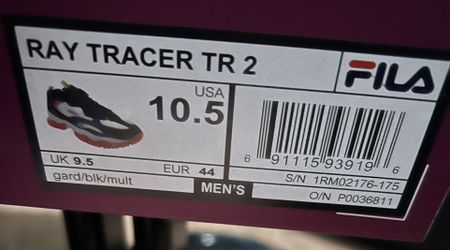 RAY TRACER TR 2
FILA
USA
10.5
UK 9.5
EUR 44
gard/blk/mult
MEN'S
6 91115 93919 6
S/N 1RM02176-175
O/N P0036811